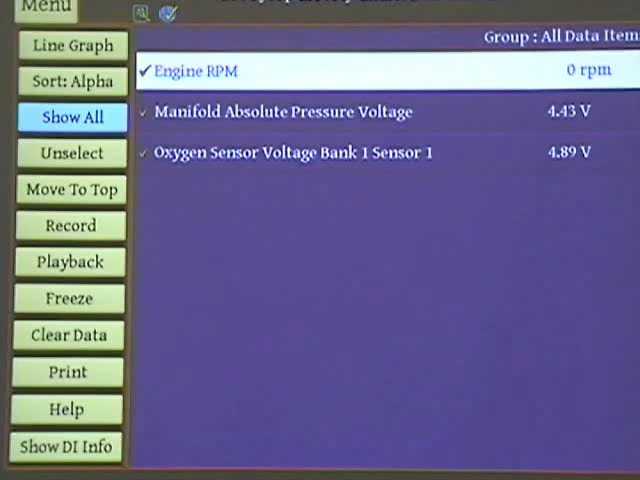 Menu
Group : All Data Item
Line Graph
Sort: Alpha
Show All
Unselect
Move To Top
Record
Playback
Freeze
Clear Data
Print
Help
Show DI Info
Engine RPM 0 rpm
Manifold Absolute Pressure Voltage 4.43 V
Oxygen Sensor Voltage Bank 1 Sensor 1 4.89 V